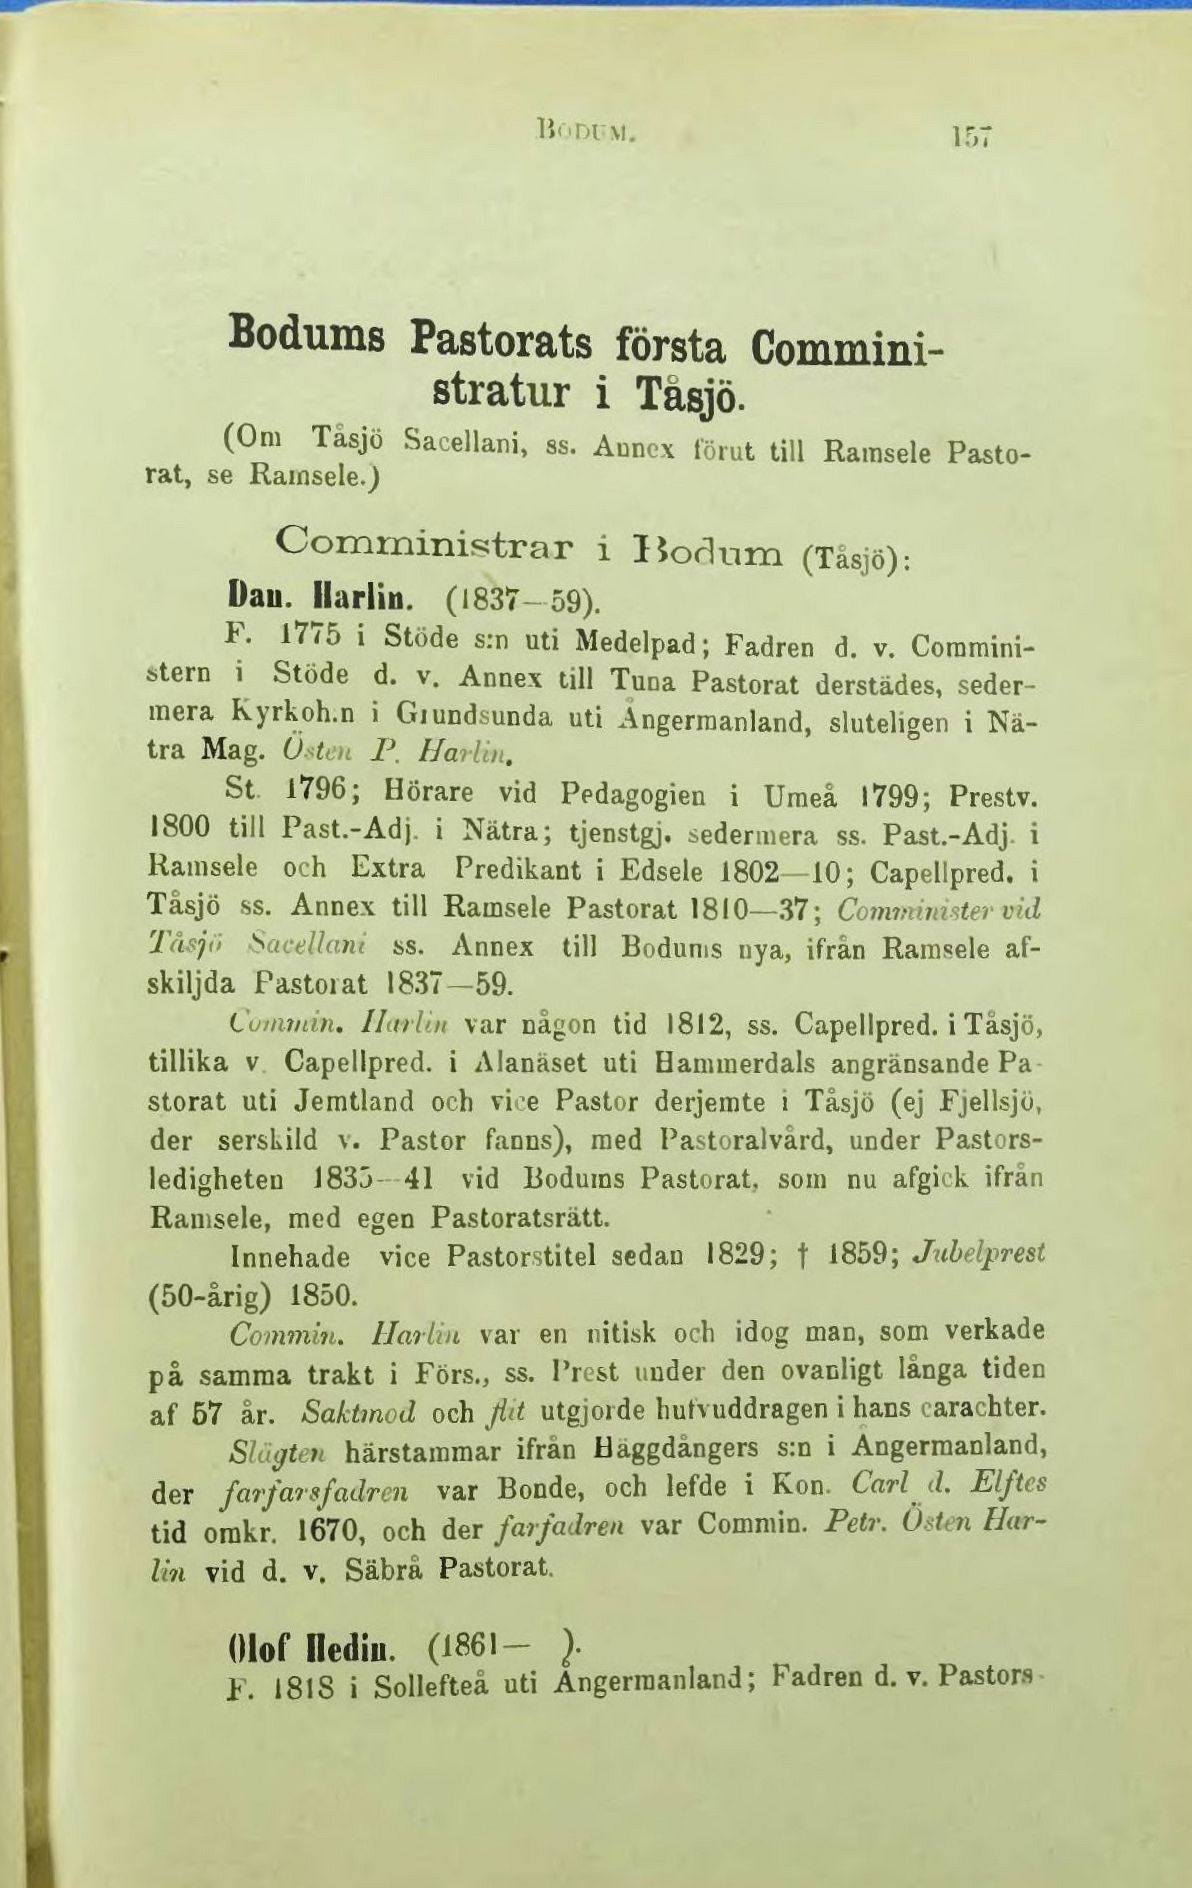 BODUM. 157
Bodums Pastorats första Commini-
stratur i Tåsjö.
(Om Tåsjö Sacellani, ss. Annex förut till Ramsele Pasto-
rat, se Ramsele.)
Comministrar i Bodum (Tåsjö):
Dan. Harlin. (1837—59).
F. 1775 i Stöde s:n uti Medelpad; Fadren d. v. Commini-
stern i Stöde d. v. Annex till Tuna Pastorat derstädes, seder-
mera Kyrkoh.n i Grundsunda uti Ångermanland, sluteligen i Nä-
tra Mag. Östen P. Harlin.
St. 1796; Hörare vid Pedagogien i Umeå 1799; Prestv.
1800 till Past.-Adj. i Nätra; tjenstgj. sedermera ss. Past.-Adj. i
Ramsele och Extra Predikant i Edsele 1802—10; Capellpred. i
Tåsjö ss. Annex till Ramsele Pastorat 1810—37; Comminister vid
Tåsjö Sacellani ss. Annex till Bodums nya, ifrån Ramsele af-
skiljda Pastorat 1837—59.
Commin. Harlin var någon tid 1812, ss. Capellpred. i Tåsjö,
tillika v. Capellpred. i Alanäset uti Hammerdals angränsande Pa-
storat uti Jemtland och vice Pastor derjemte i Tåsjö (ej Fjellsjö,
der serskild v. Pastor fanns), med Pastoralvård, under Pastors-
ledigheten 1835—41 vid Bodums Pastorat, som nu afgick ifrån
Ramsele, med egen Pastoratsrätt.
Innehade vice Pastorstitel sedan 1829; † 1859; Jubelprest
(50-årig) 1850.
Commin. Harlin var en nitisk och idog man, som verkade
på samma trakt i Förs., ss. Prest under den ovanligt långa tiden
af 57 år. Saktmod och flit utgjorde hufvuddragen i hans carachter.
Slägten härstammar ifrån Häggdångers s:n i Ångermanland,
der farfarsfadren var Bonde, och lefde i Kon. Carl d. Elftes
tid omkr. 1670, och der farfadren var Commin. Petr. Östen Har-
lin vid d. v. Säbrå Pastorat.
Olof Hedin. (1861— ).
F. 1818 i Sollefteå uti Ångermanland; Fadren d. v. Pastors-